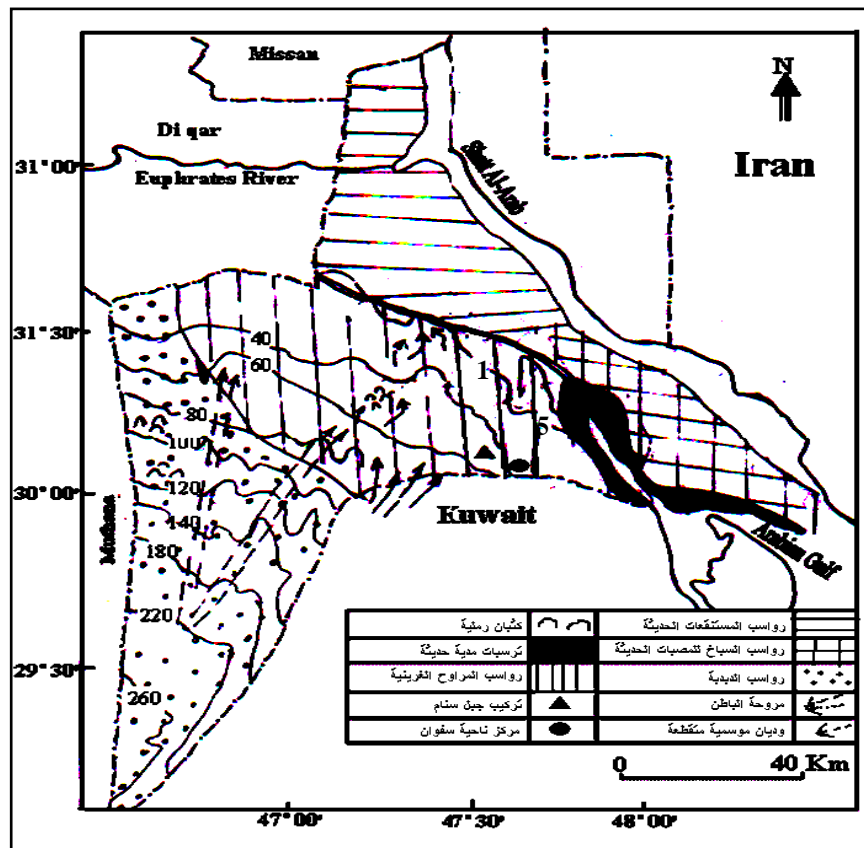 Missan
N
Di qar
Iran
31°00'
Euphrates River
Shatt Al-Arab
31°30'
40
60
1
80
5
100
30°00
120
Kuwait
140
Muthana
180
Arabian Gulf
220
رواسب المستنقعات الحديثة
كثبان رملية
رواسب السباخ للمصبات الحديثة
ترسبات مدية حديثة
رواسب الدبدبة
رواسب المراوح الغرينية
مروحة الباطن
تركيب جبل سنام
وديان موسمية متقطعة
مركز ناحية سفوان
29°30'
260
0 40 Km
47°00' 47°30' 48°00'